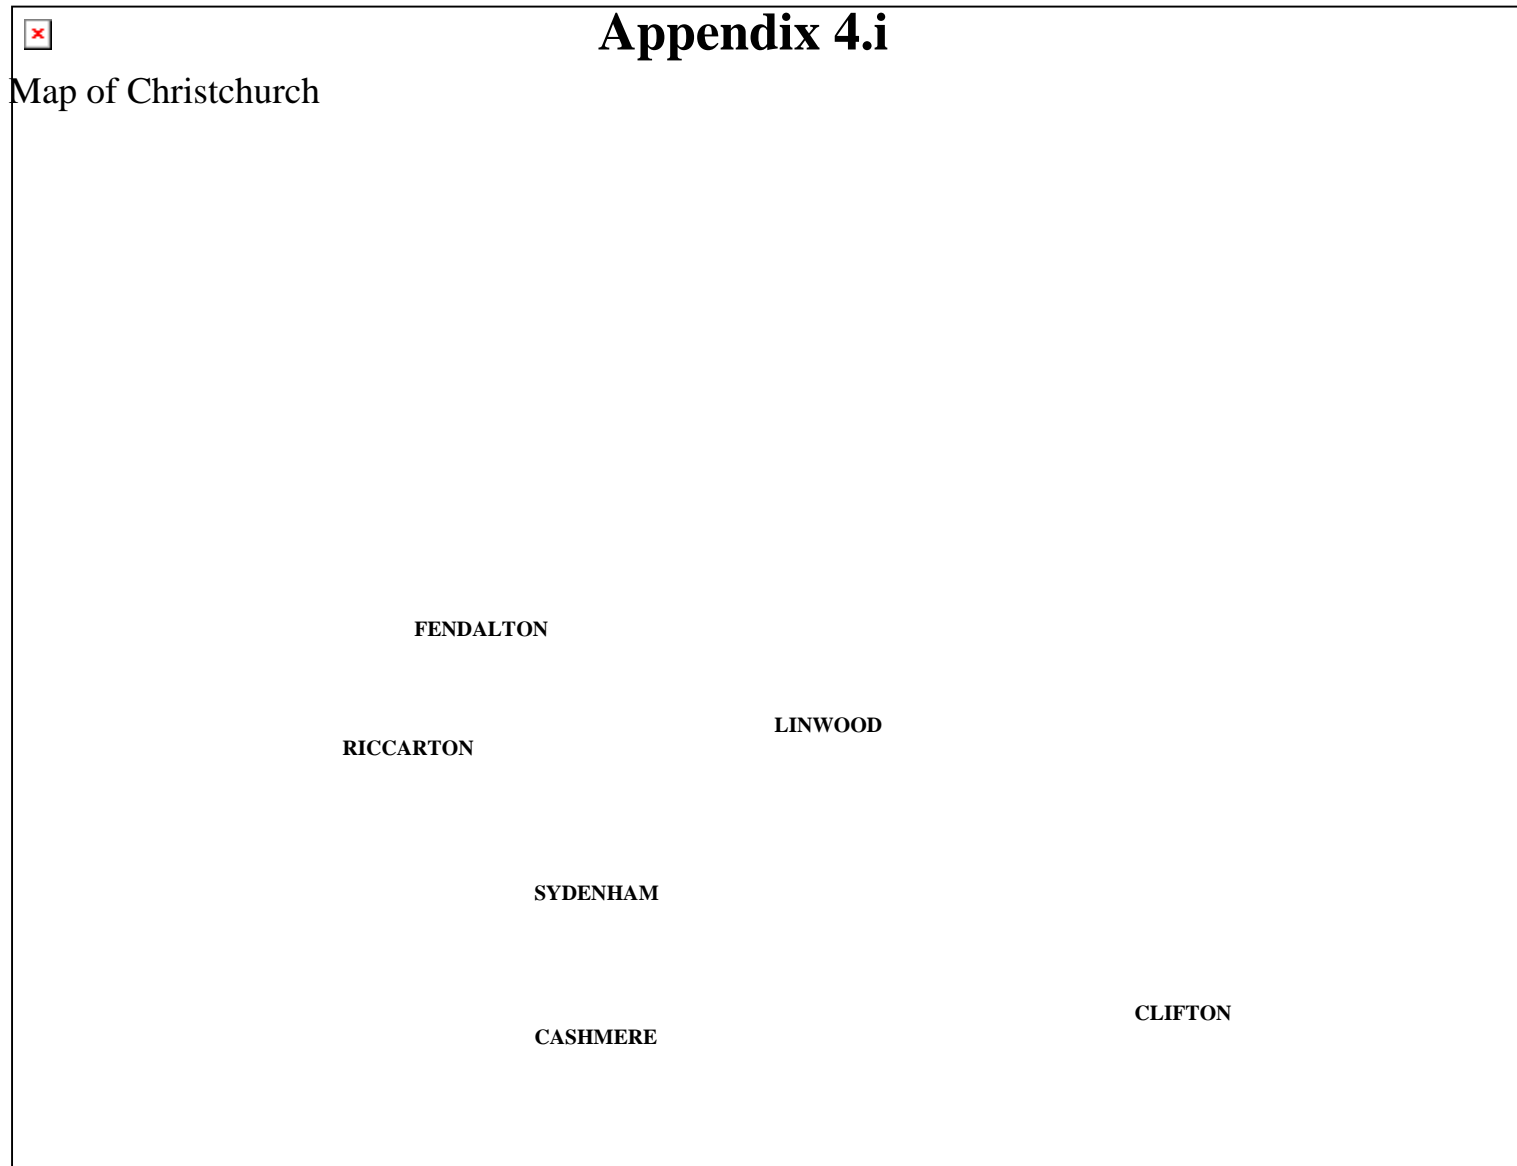 Appendix 4.i
Map of Christchurch
FENDALTON
LINWOOD
RICCARTON
SYDENHAM
CLIFTON
CASHMERE